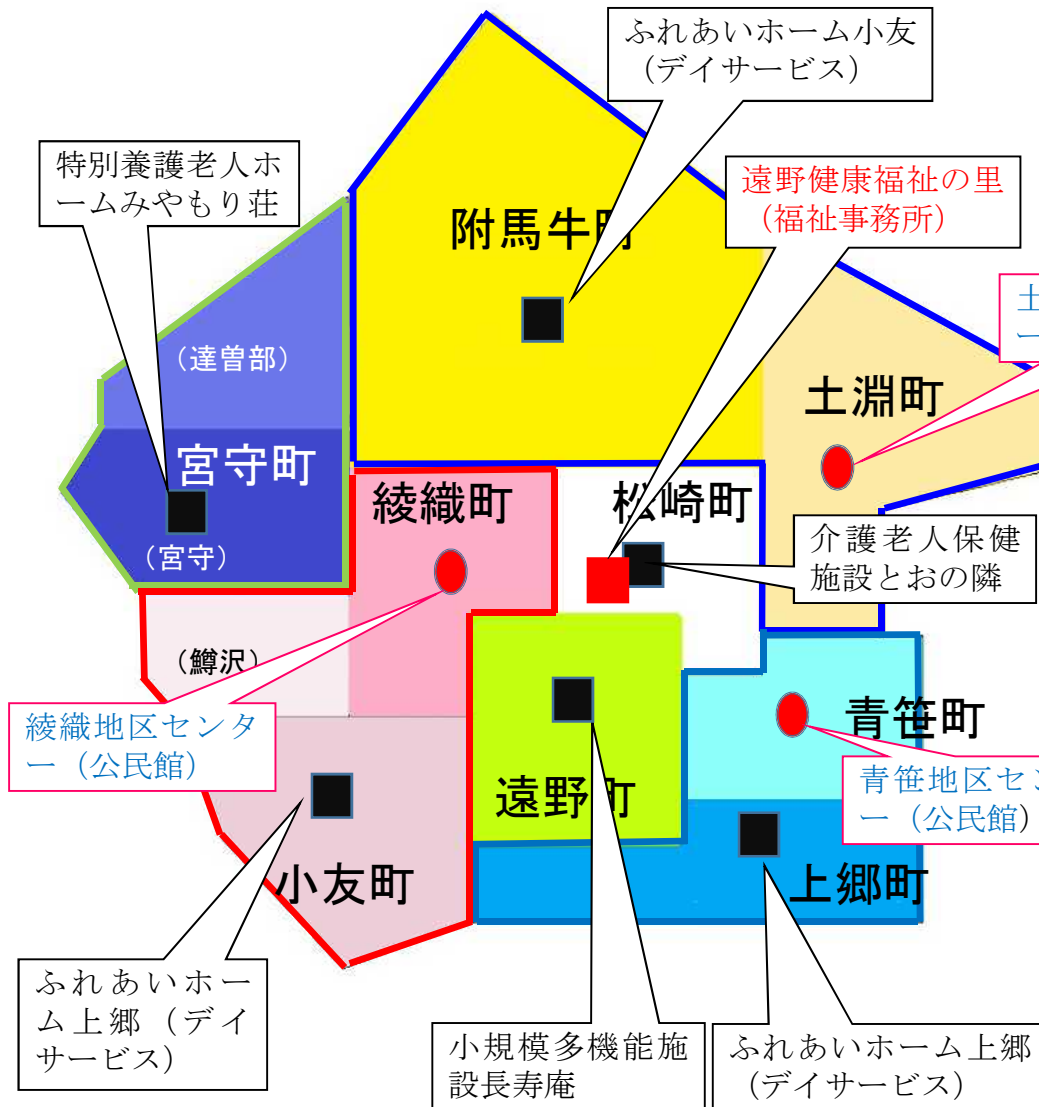 ふれあいホーム小友
（デイサービス）
特別養護老人ホ
ームみやもり荘
遠野健康福祉の里
（福祉事務所）
附馬牛町
土
ー
（達曽部）
土淵町
宮守町
綾織町
松崎町
（宮守）
介護老人保健
施設とおの隣
（鱒沢）
綾織地区センタ
ー（公民館）
青笹町
青笹地区セン
ー（公民館）
遠野町
小友町
上郷町
ふれあいホー
ム上郷（デイ
サービス）
小規模多機能施
設長寿庵
ふれあいホーム上郷
（デイサービス）